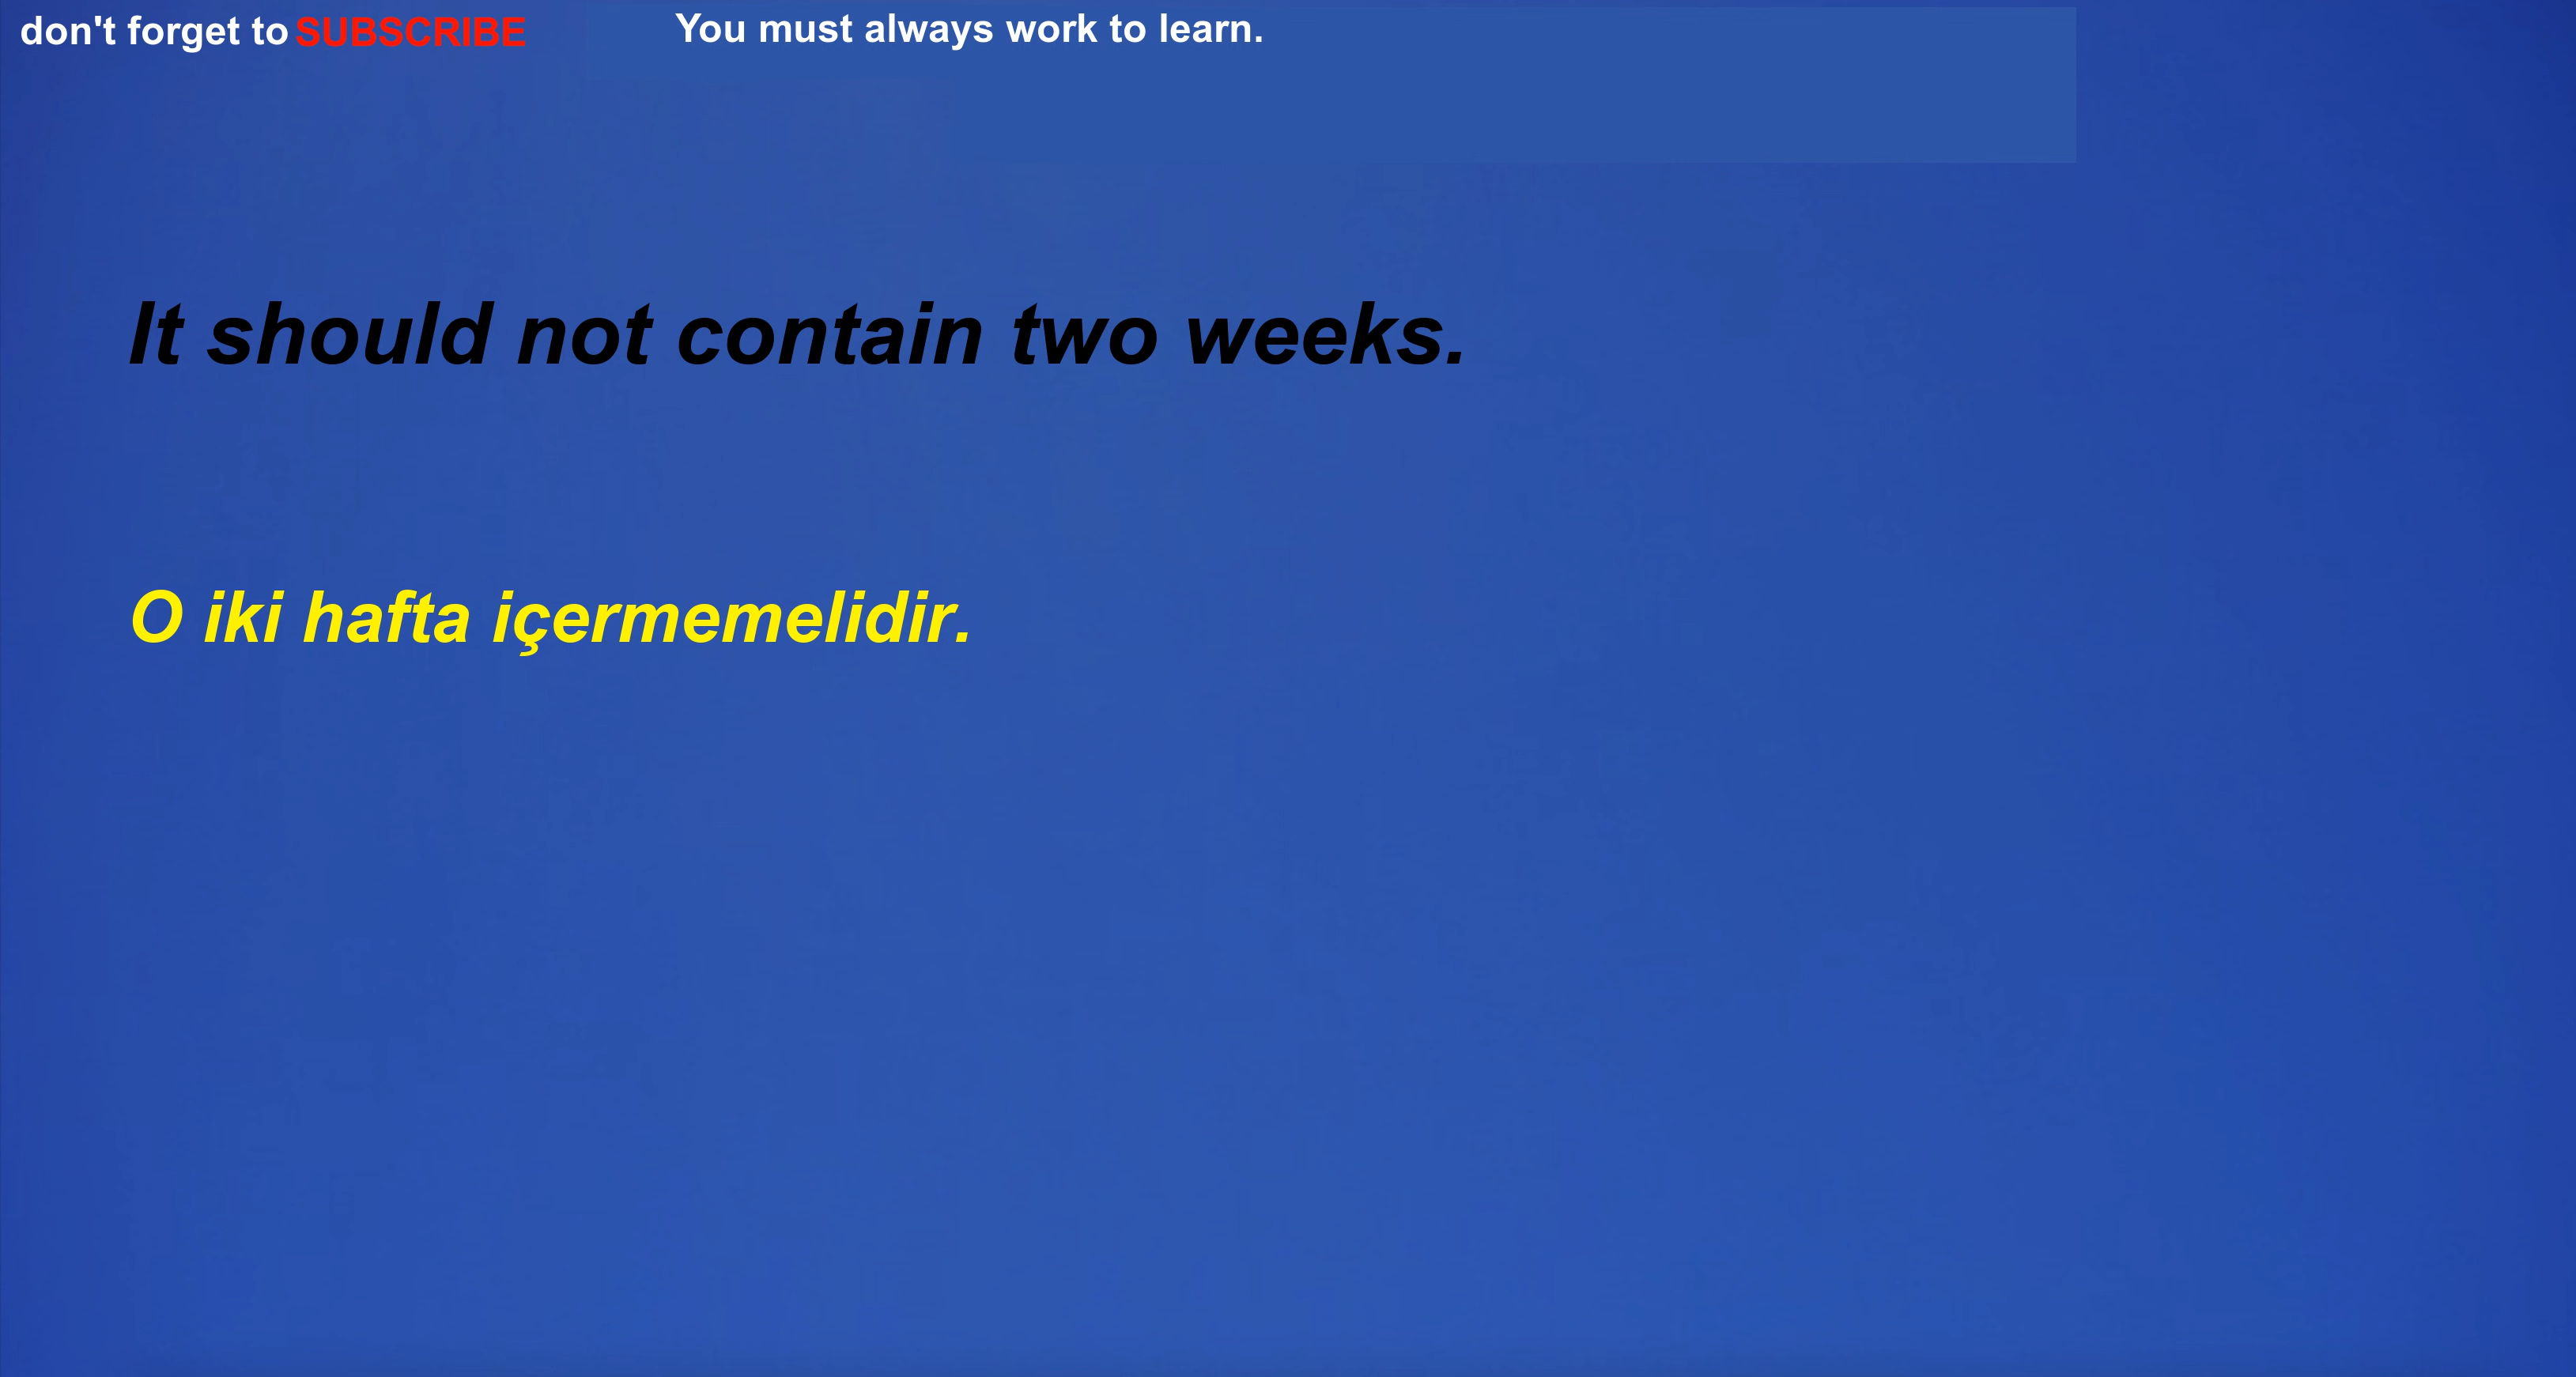 don't forget to SUBSCRIBE
You must always work to learn.
It should not contain two weeks.
O iki hafta içermemelidir.